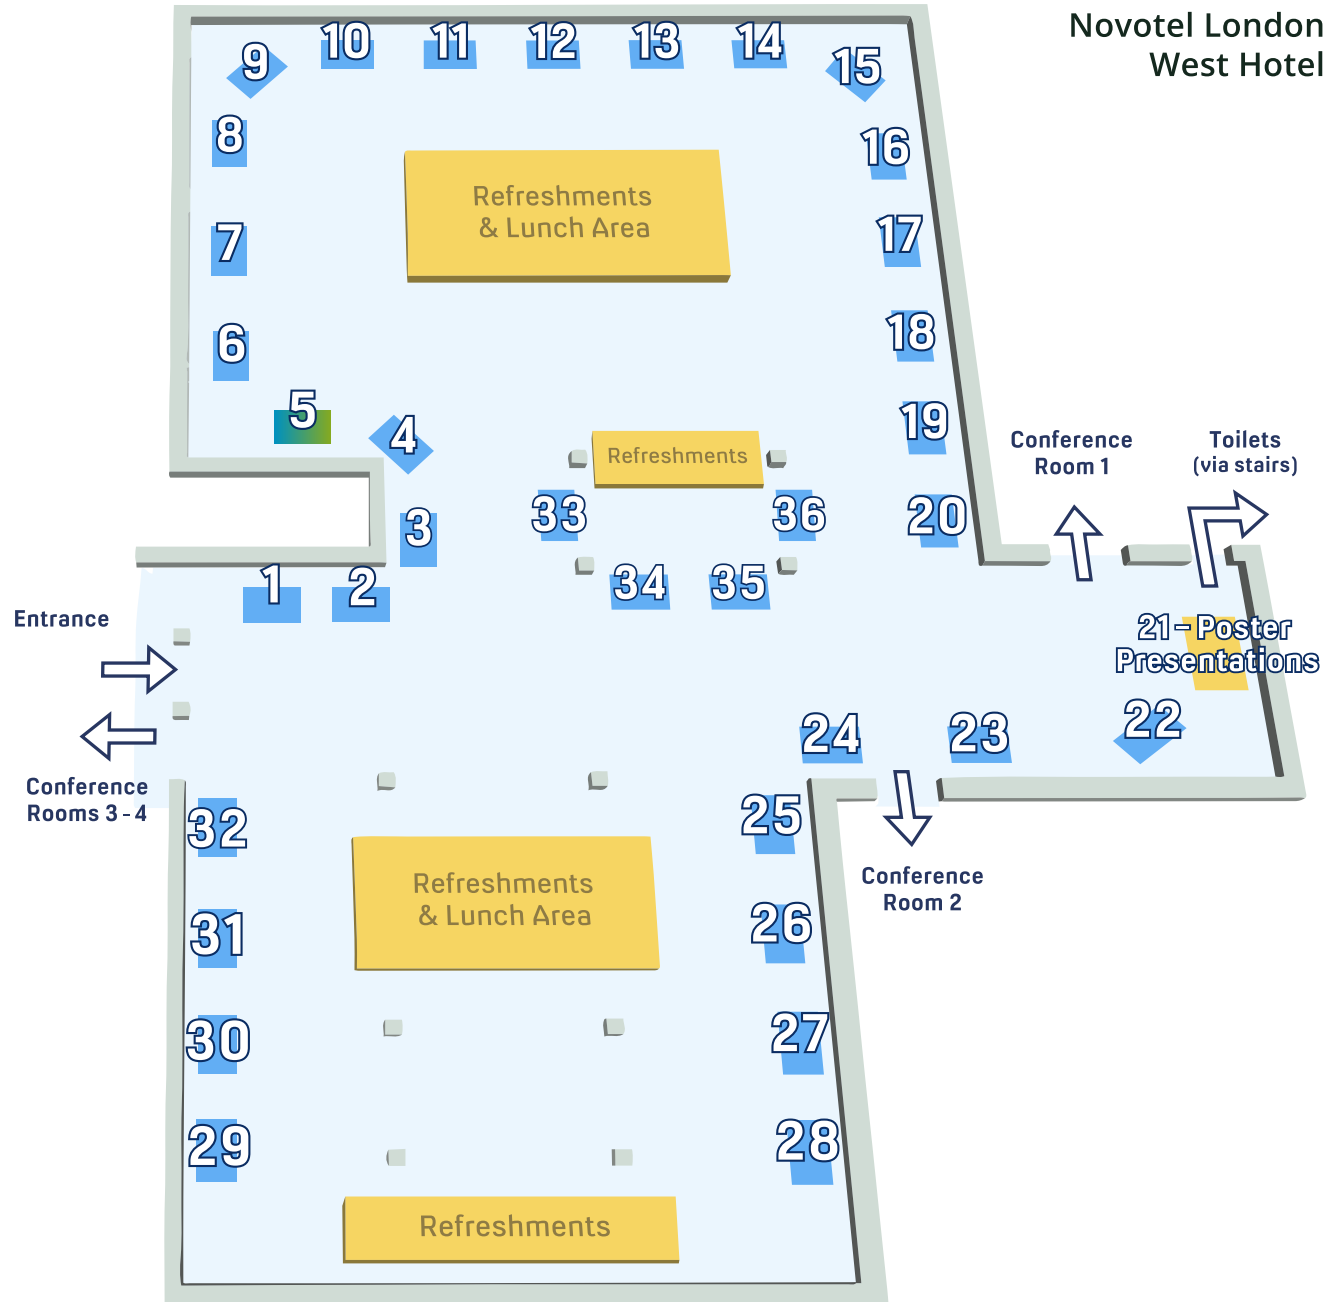 Novotel London
West Hotel
9
10
11
12
13
14
15
8
16
Refreshments
& Lunch Area
7
17
6
18
5
4
19
Refreshments
Conference
Room 1
Toilets
(via stairs)
3
33
36
20
1
2
34
35
Entrance
21 – Poster
Presentations
24
23
22
Conference
Rooms 3 - 4
32
25
Conference
Room 2
Refreshments
& Lunch Area
31
26
30
27
29
28
Refreshments